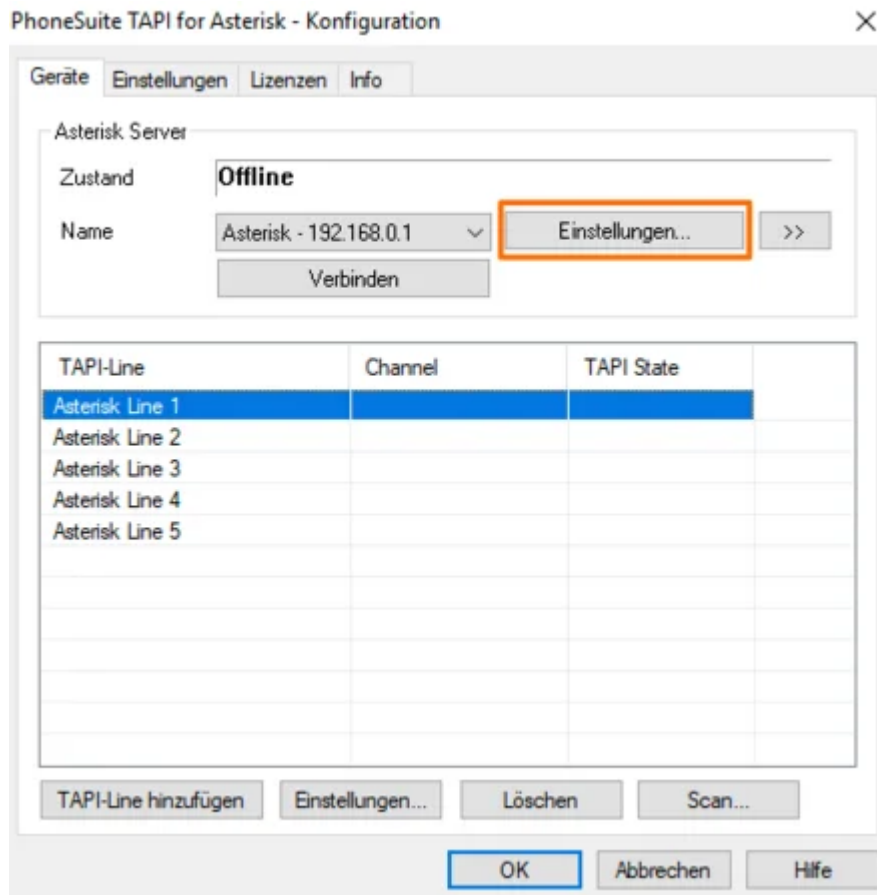 PhoneSuite TAPI for Asterisk - Konfiguration
Geräte Einstellungen Lizenzen Info
Asterisk Server
Zustand Offline
Name Asterisk - 192.168.0.1 Einstellungen... >>
Verbinden
TAPI-Line Channel TAPI State
Asterisk Line 1
Asterisk Line 2
Asterisk Line 3
Asterisk Line 4
Asterisk Line 5
TAPI-Line hinzufügen Einstellungen... Löschen Scan...
OK Abbrechen Hilfe